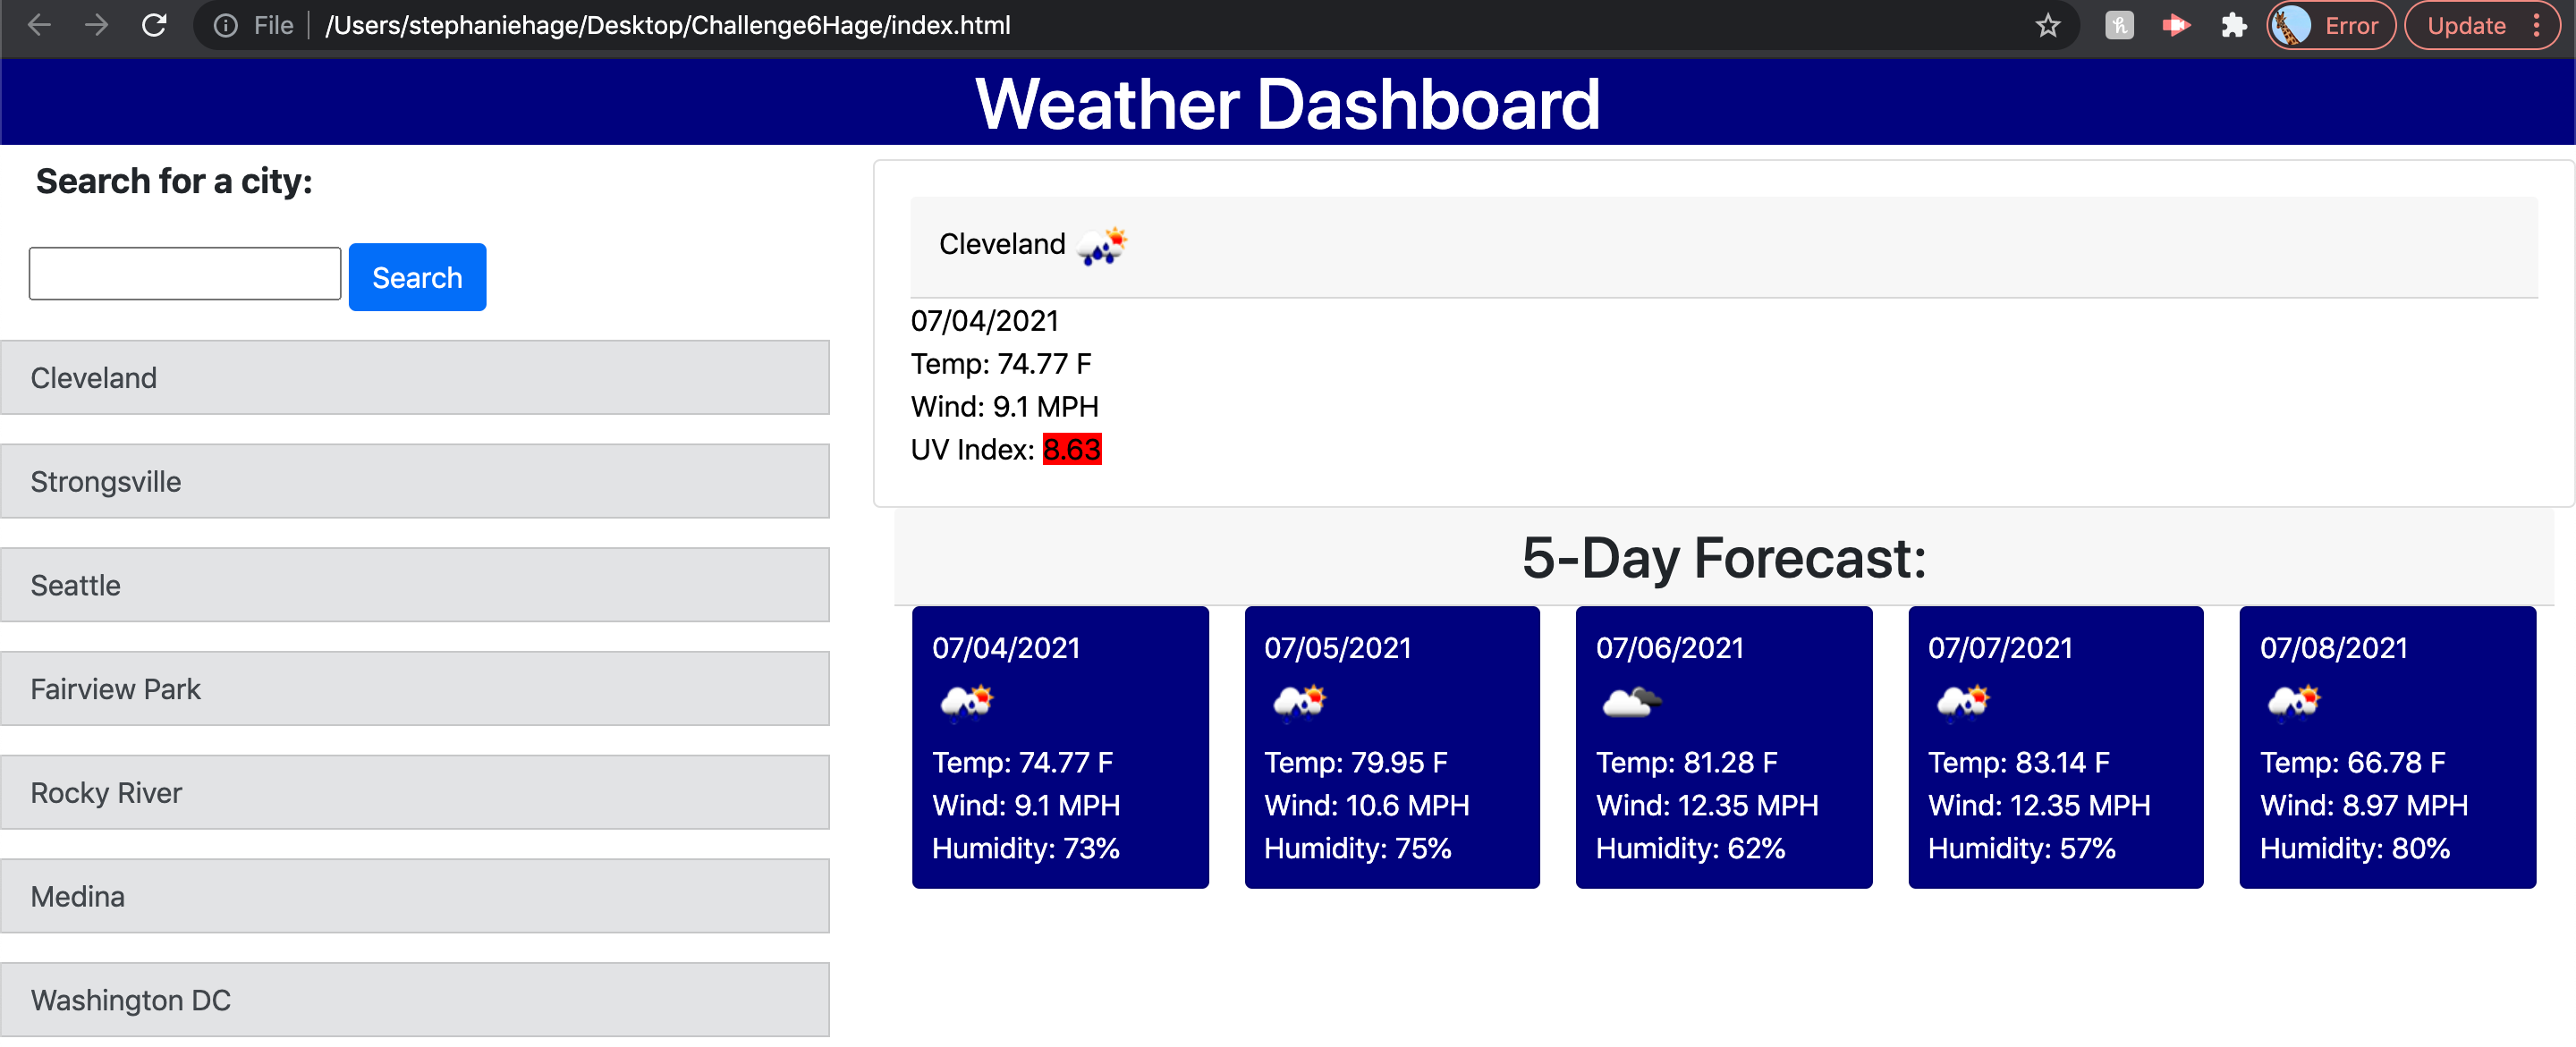 File /Users/stephaniehage/Desktop/Challenge6Hage/index.html
Error
Update
Weather Dashboard
Search for a city:
Search
Cleveland
Strongsville
Seattle
Fairview Park
Rocky River
Medina
Washington DC
Cleveland
07/04/2021
Temp: 74.77 F
Wind: 9.1 MPH
UV Index: 8.63
5-Day Forecast:
07/04/2021
Temp: 74.77 F
Wind: 9.1 MPH
Humidity: 73%
07/05/2021
Temp: 79.95 F
Wind: 10.6 MPH
Humidity: 75%
07/06/2021
Temp: 81.28 F
Wind: 12.35 MPH
Humidity: 62%
07/07/2021
Temp: 83.14 F
Wind: 12.35 MPH
Humidity: 57%
07/08/2021
Temp: 66.78 F
Wind: 8.97 MPH
Humidity: 80%